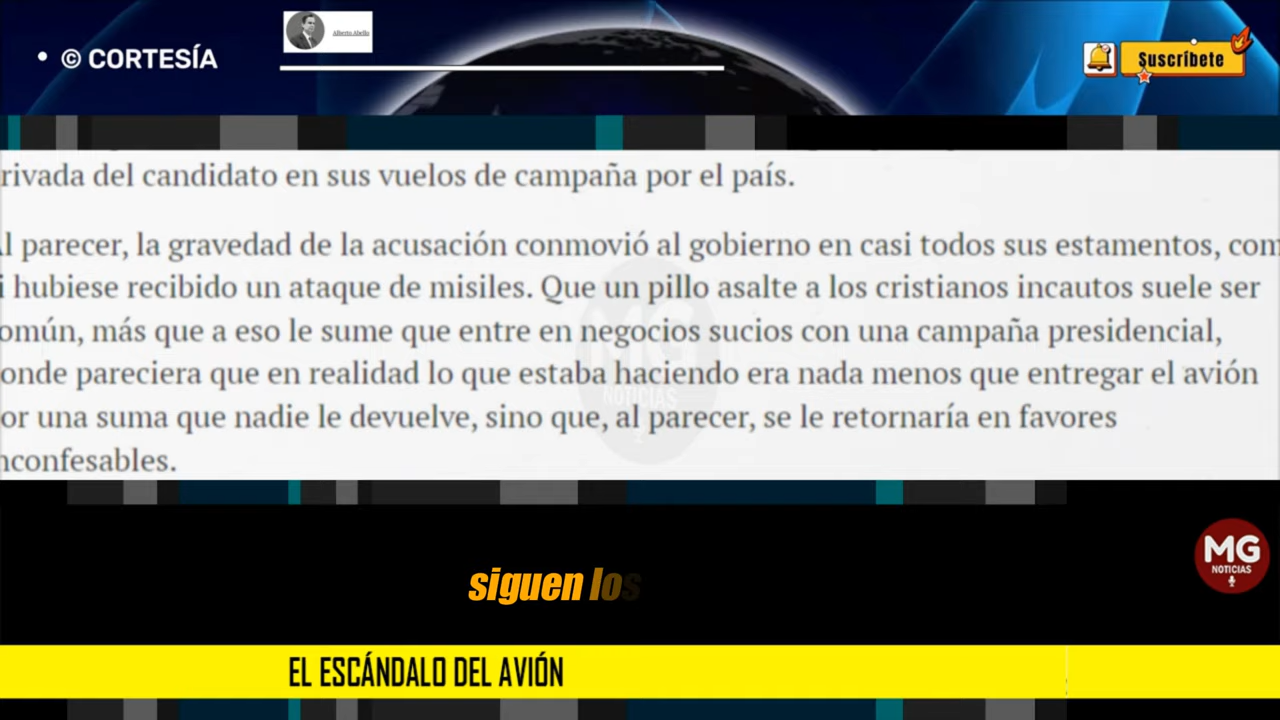 • © CORTESÍA
Alberto Abello
Suscríbete
rivada del candidato en sus vuelos de campaña por el país.
l parecer, la gravedad de la acusación conmovió al gobierno en casi todos sus estamentos, com
i hubiese recibido un ataque de misiles. Que un pillo asalte a los cristianos incautos suele ser
omún, más que a eso le sume que entre en negocios sucios con una campaña presidencial,
onde pareciera que en realidad lo que estaba haciendo era nada menos que entregar el avión
or una suma que nadie le devuelve, sino que, al parecer, se le retornaría en favores
nconfesables.
MG
NOTICIAS
MG
NOTICIAS
siguen los
EL ESCÁNDALO DEL AVIÓN